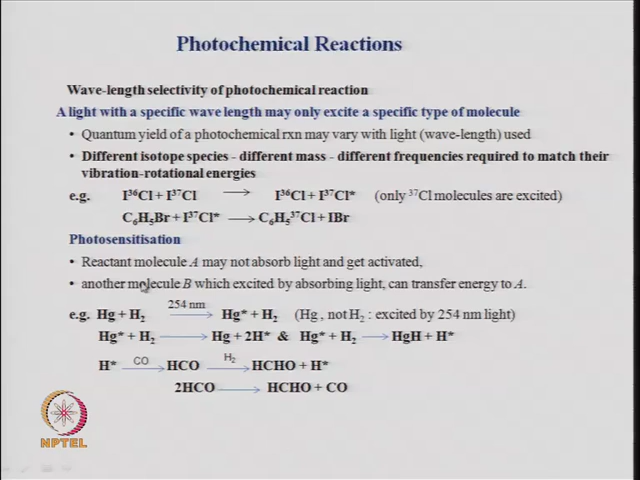 Photochemical Reactions
Wave-length selectivity of photochemical reaction
A light with a specific wave length may only excite a specific type of molecule
• Quantum yield of a photochemical rxn may vary with light (wave-length) used
• Different isotope species - different mass - different frequencies required to match their
vibration-rotational energies
e.g. I³⁶Cl + I³⁷Cl ⟶ I³⁶Cl + I³⁷Cl* (only ³⁷Cl molecules are excited)
C₆H₅Br + I³⁷Cl* ⟶ C₆H₅³⁷Cl + IBr
Photosensitisation
• Reactant molecule A may not absorb light and get activated,
• another molecule B which excited by absorbing light, can transfer energy to A.
254 nm
e.g. Hg + H₂ ⟶ Hg* + H₂ (Hg , not H₂ : excited by 254 nm light)
Hg* + H₂ ⟶ Hg + 2H* & Hg* + H₂ ⟶ HgH + H*
CO H₂
H* ⟶ HCO ⟶ HCHO + H*
2HCO ⟶ HCHO + CO
NPTEL